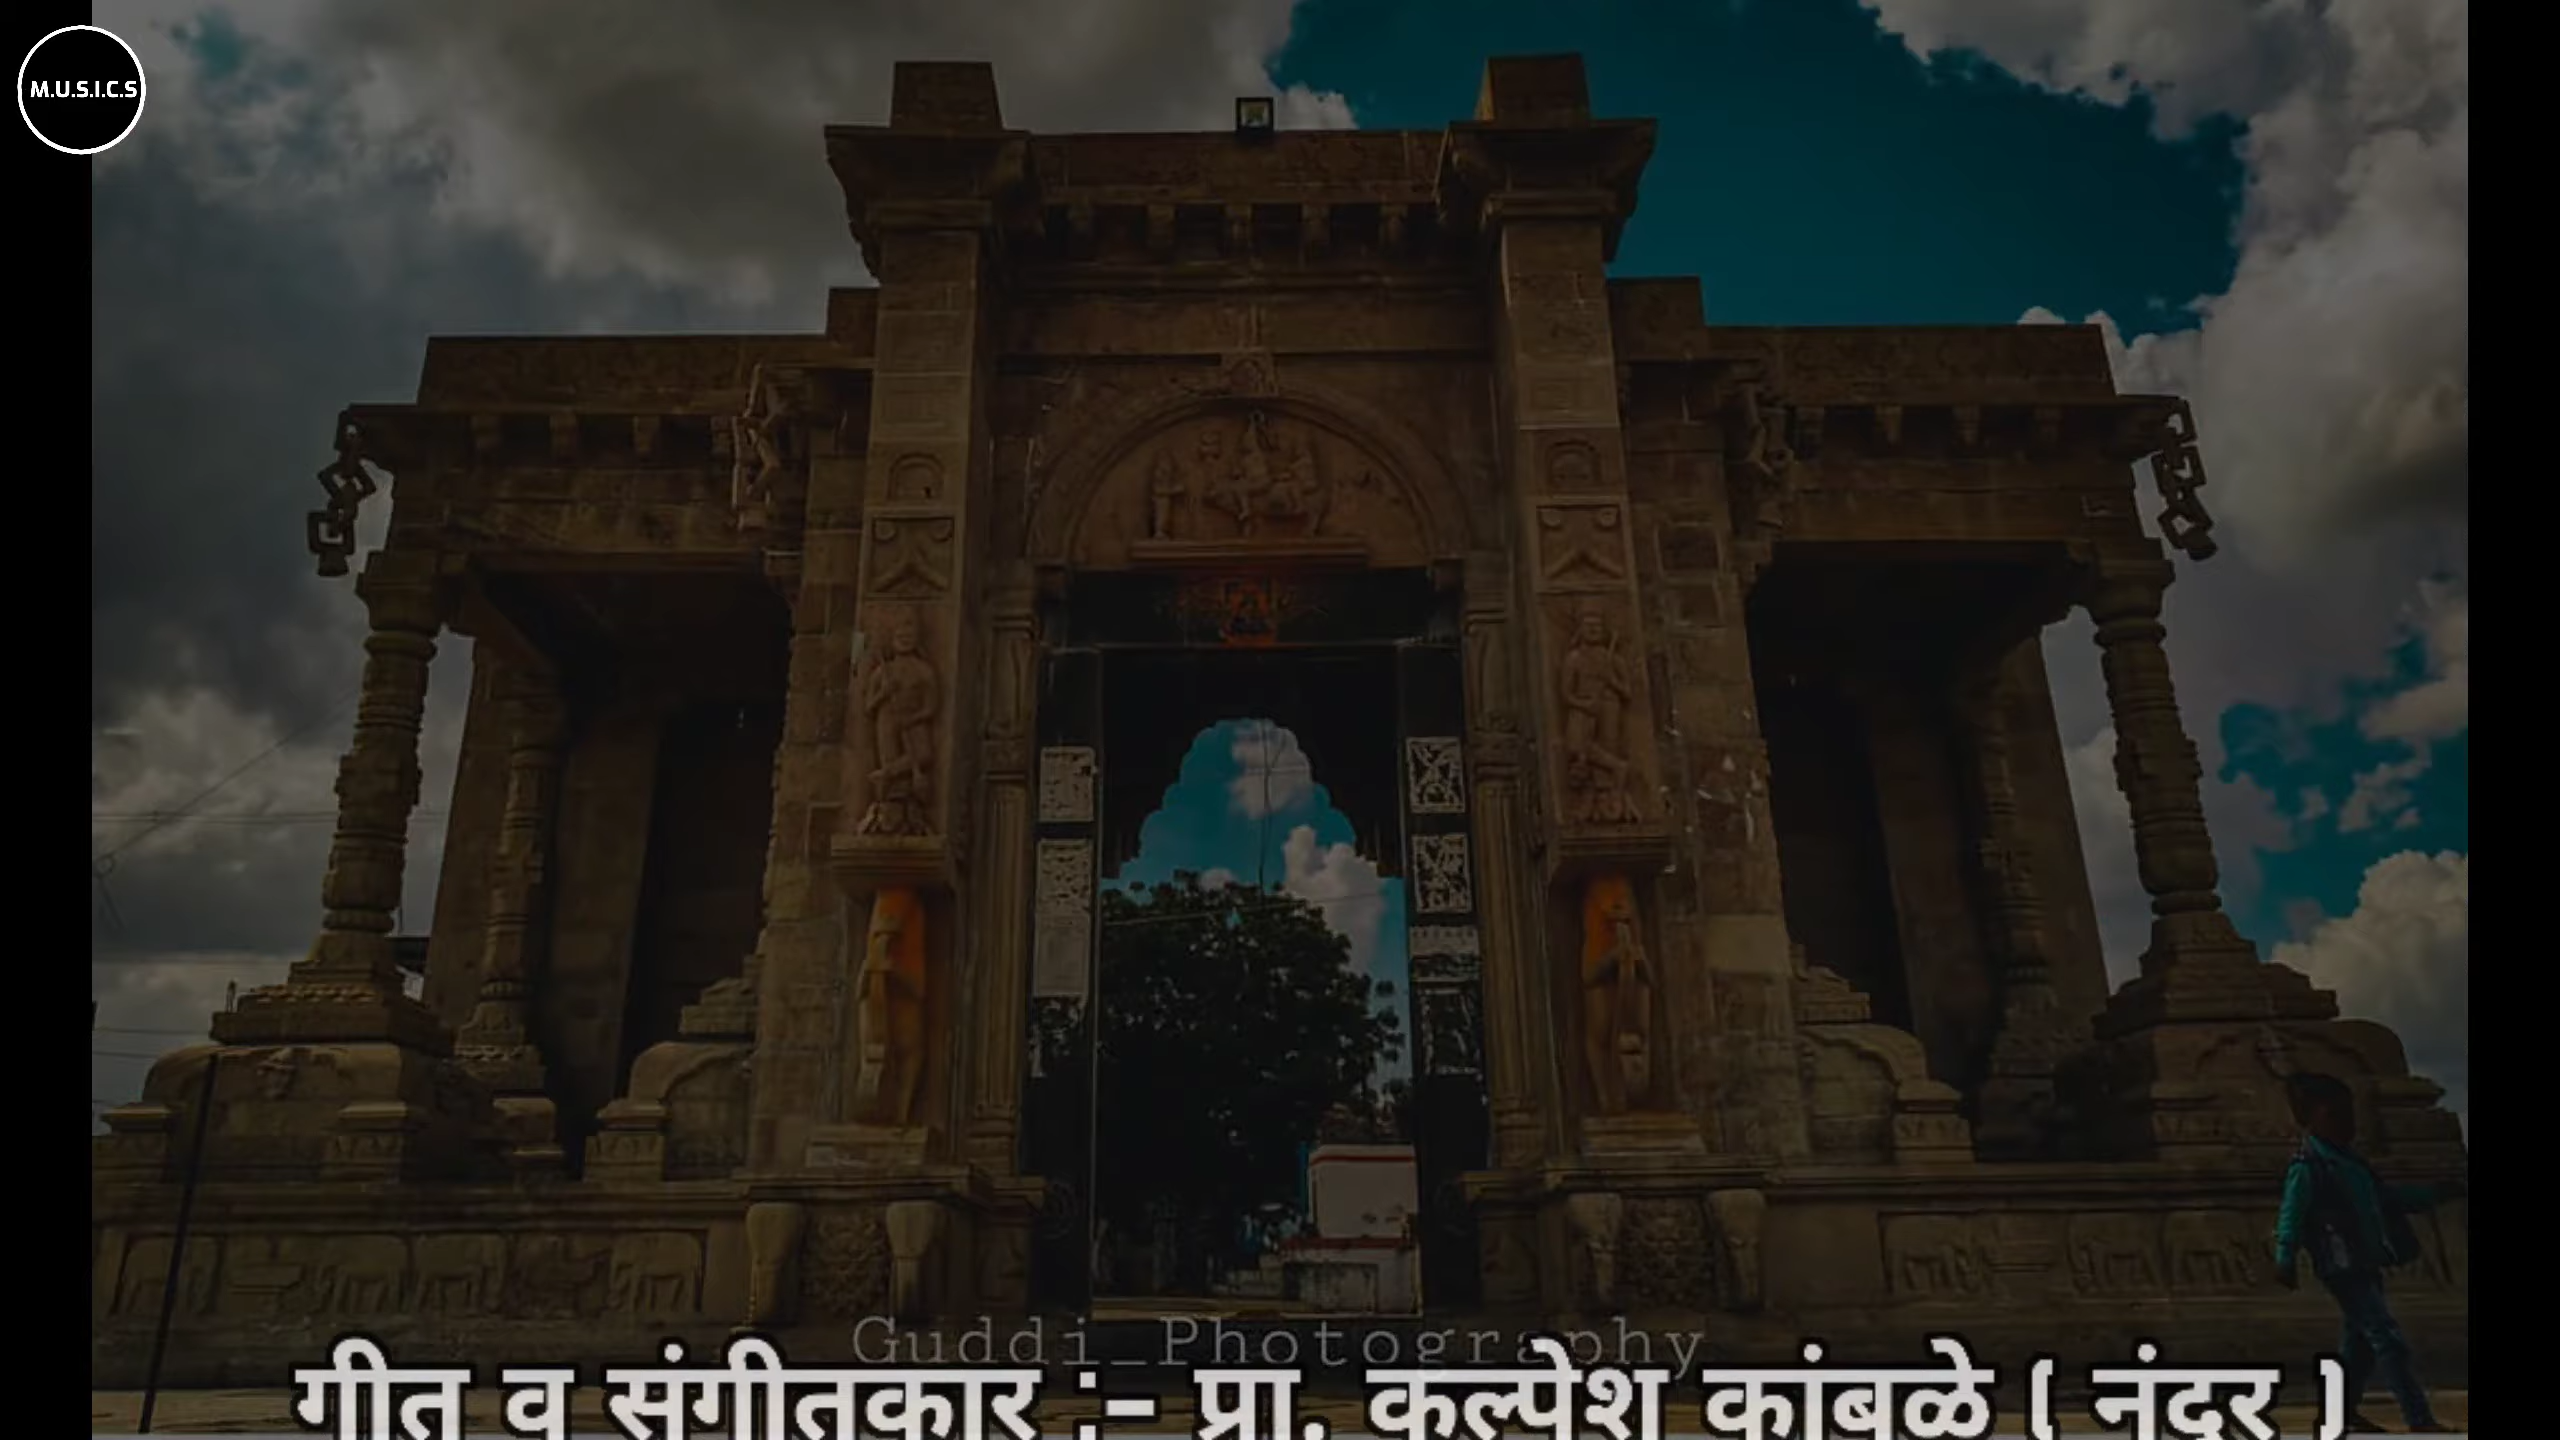 M.U.S.I.C.S
Guddi_Photography
गीत व संगीतकार :- प्रा. कल्पेश कांबळे ( नंदर )